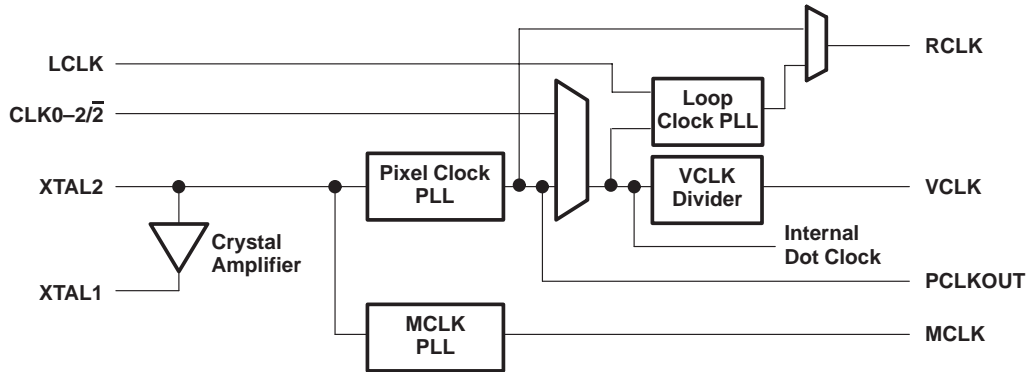 LCLK
RCLK
Loop
Clock PLL
CLK0–2/2̅
XTAL2
Pixel Clock
PLL
VCLK
Divider
VCLK
Crystal
Amplifier
Internal
Dot Clock
XTAL1
PCLKOUT
MCLK
PLL
MCLK